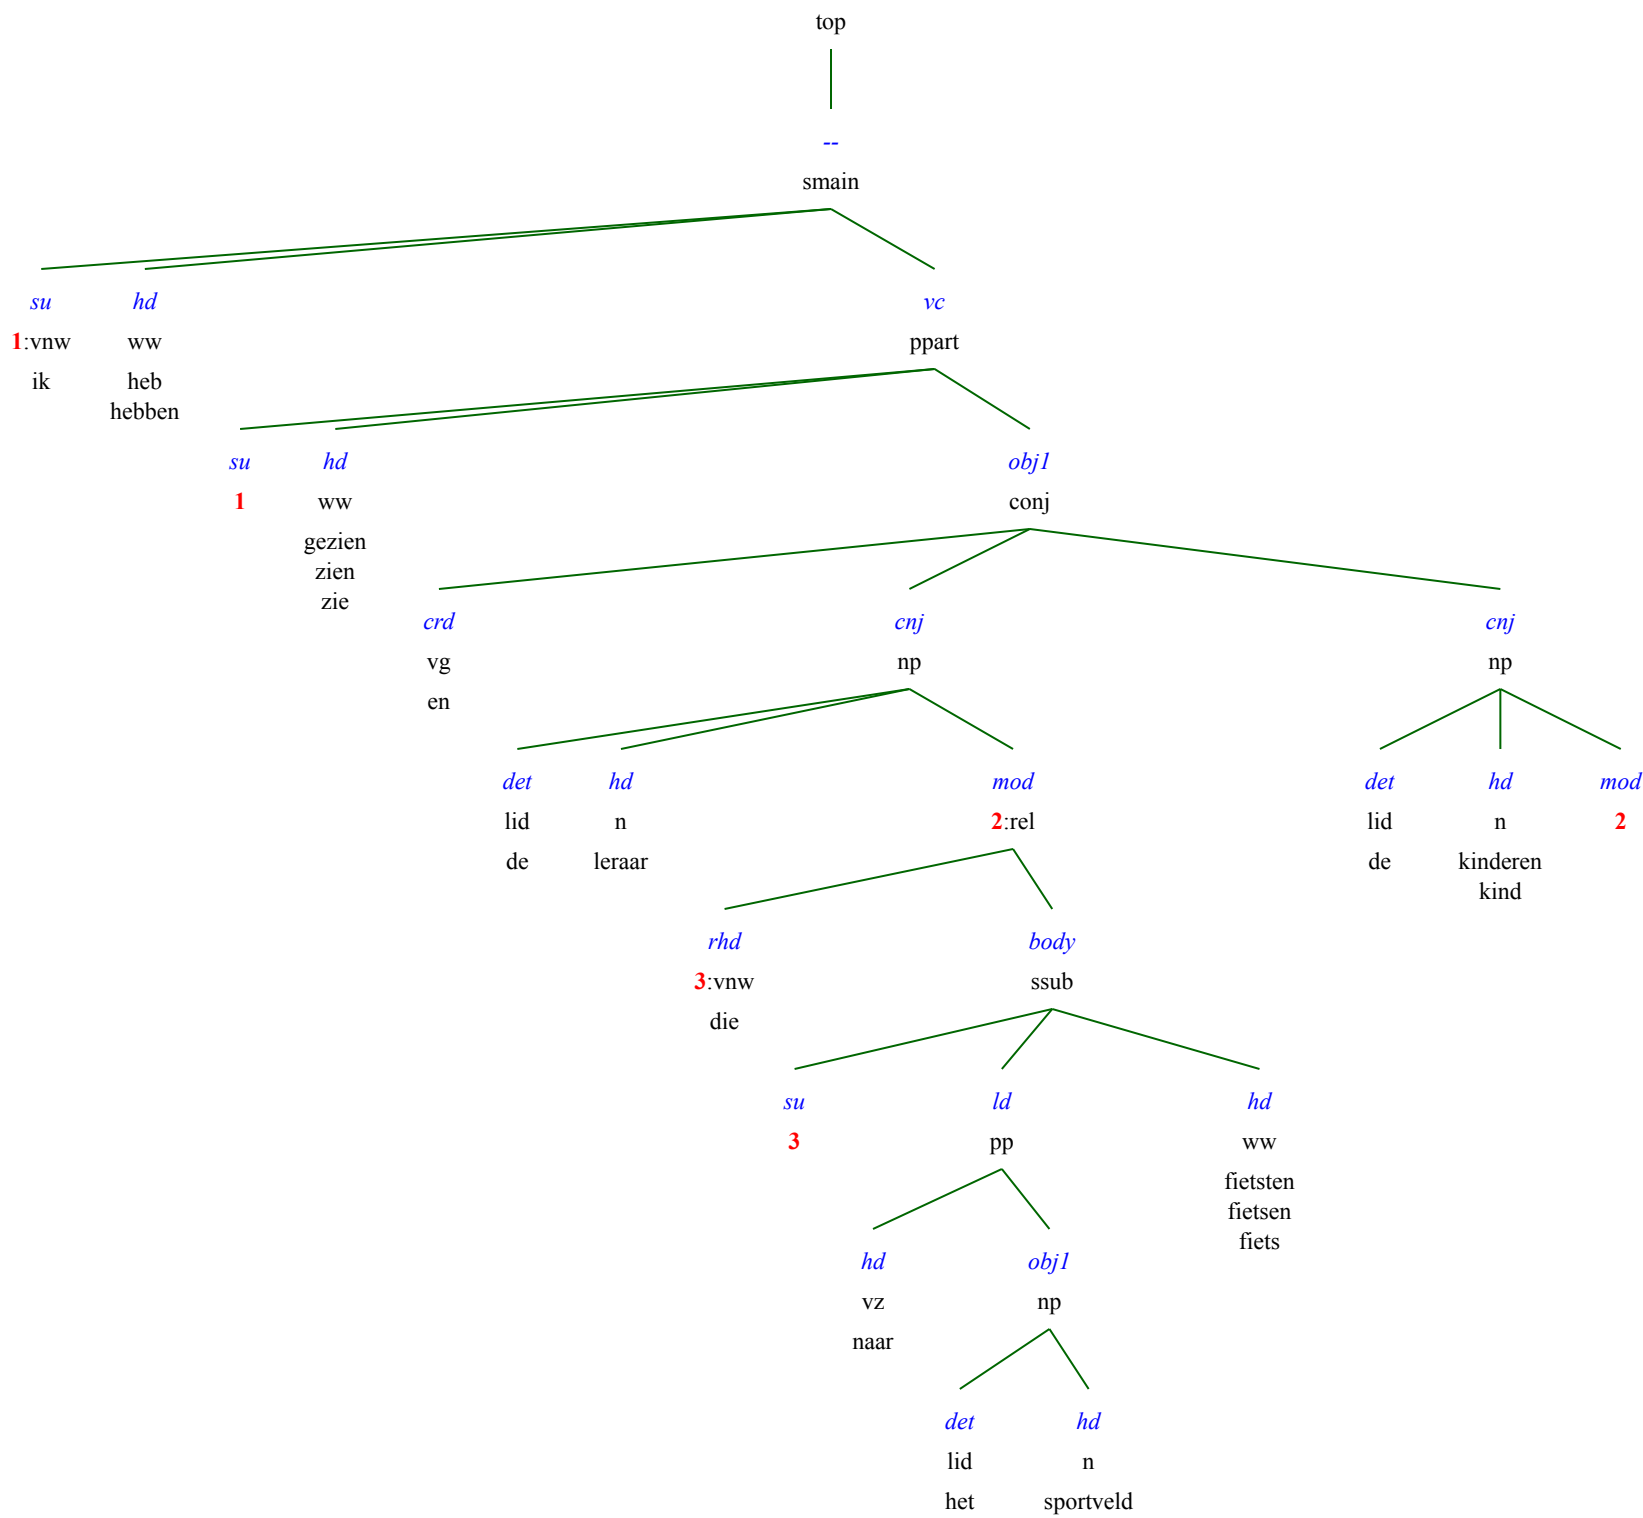 top
--
smain
su hd vc
1:vnw ww ppart
ik heb
hebben
su hd obj1
1 ww conj
gezien
zien
zie
crd cnj cnj
vg np np
en
det hd mod det hd mod
lid n 2:rel lid n 2
de leraar de kinderen
kind
rhd body
3:vnw ssub
die
su ld hd
3 pp ww
fietsten
fietsen
fiets
hd obj1
vz np
naar
det hd
lid n
het sportveld